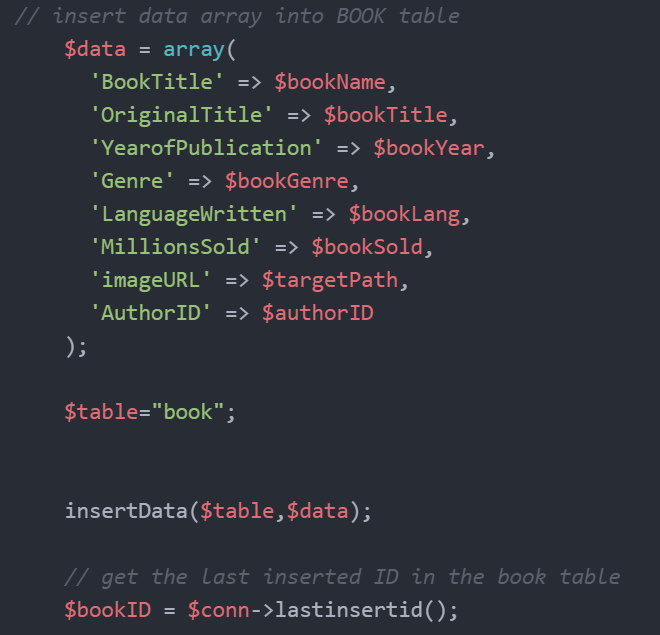 // insert data array into BOOK table
$data = array(
'BookTitle' => $bookName,
'OriginalTitle' => $bookTitle,
'YearofPublication' => $bookYear,
'Genre' => $bookGenre,
'LanguageWritten' => $bookLang,
'MillionsSold' => $bookSold,
'imageURL' => $targetPath,
'AuthorID' => $authorID
);
$table="book";
insertData($table,$data);
// get the last inserted ID in the book table
$bookID = $conn->lastinsertid();